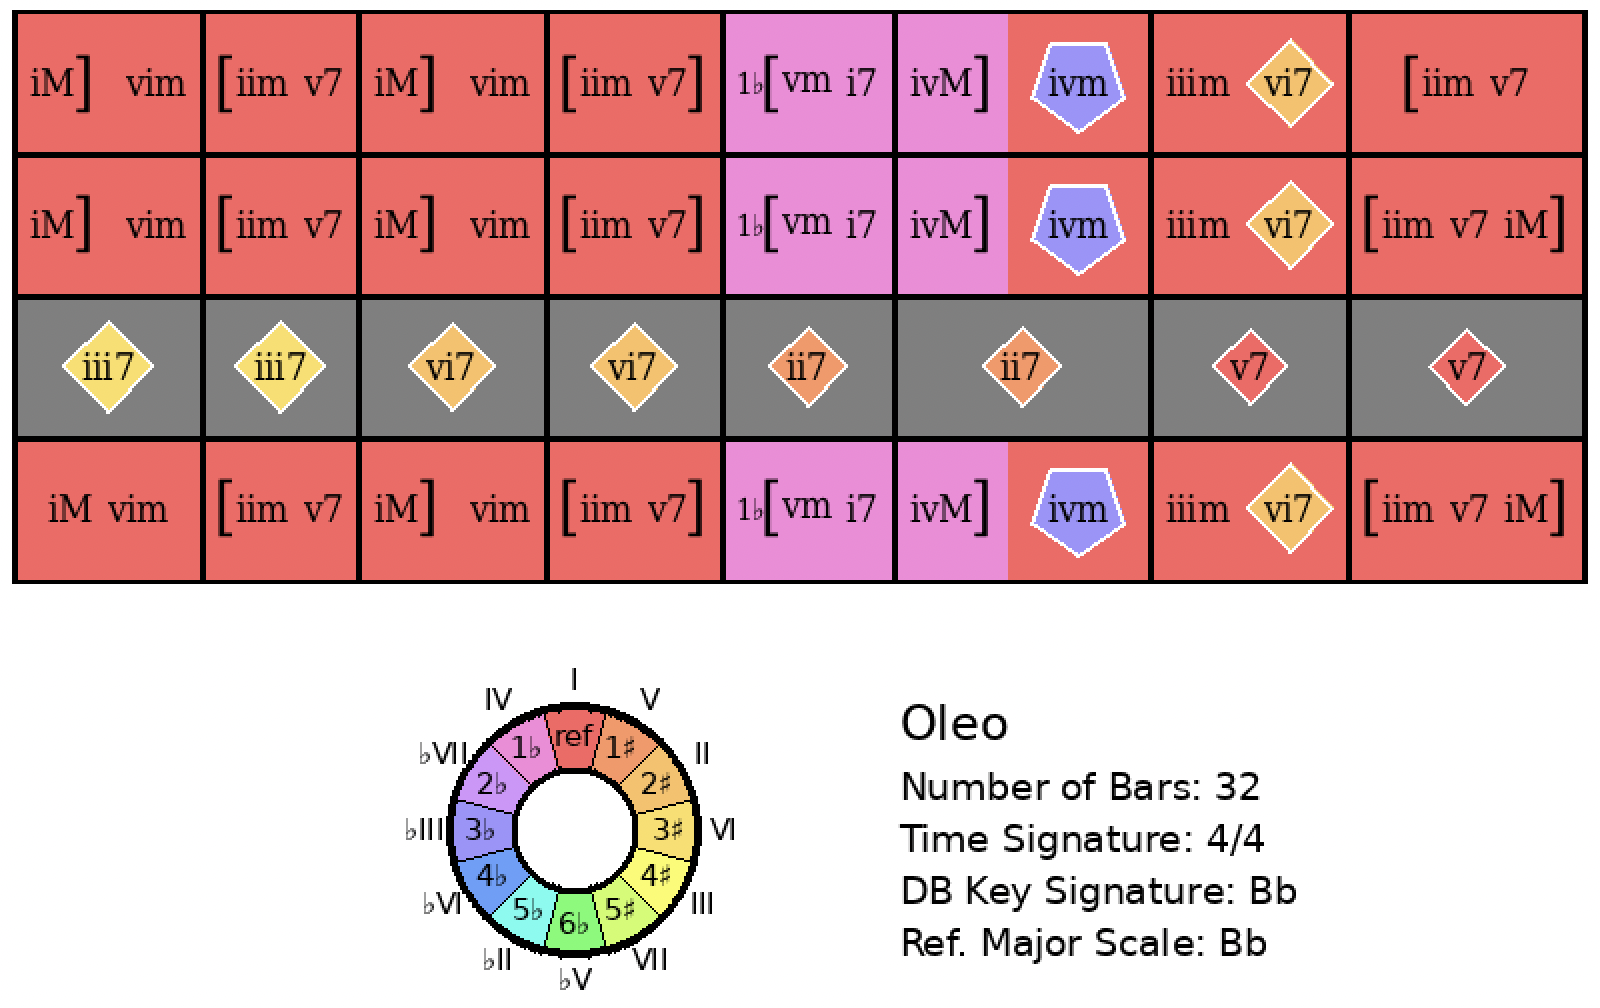 iM] vim [iim v7 iM] vim [iim v7] 1♭[vm i7 ivM] ivm iiim vi7 [iim v7
iM] vim [iim v7 iM] vim [iim v7] 1♭[vm i7 ivM] ivm iiim vi7 [iim v7 iM]
iii7 iii7 vi7 vi7 ii7 ii7 v7 v7
iM vim [iim v7 iM] vim [iim v7] 1♭[vm i7 ivM] ivm iiim vi7 [iim v7 iM]
I
IV V
ref
1♭ 1♯
♭VII II
2♭ 2♯
♭III 3♭ 3♯ VI
4♭ 4♯
♭VI III
5♭ 5♯
6♭
♭II VII
♭V
Oleo
Number of Bars: 32
Time Signature: 4/4
DB Key Signature: Bb
Ref. Major Scale: Bb